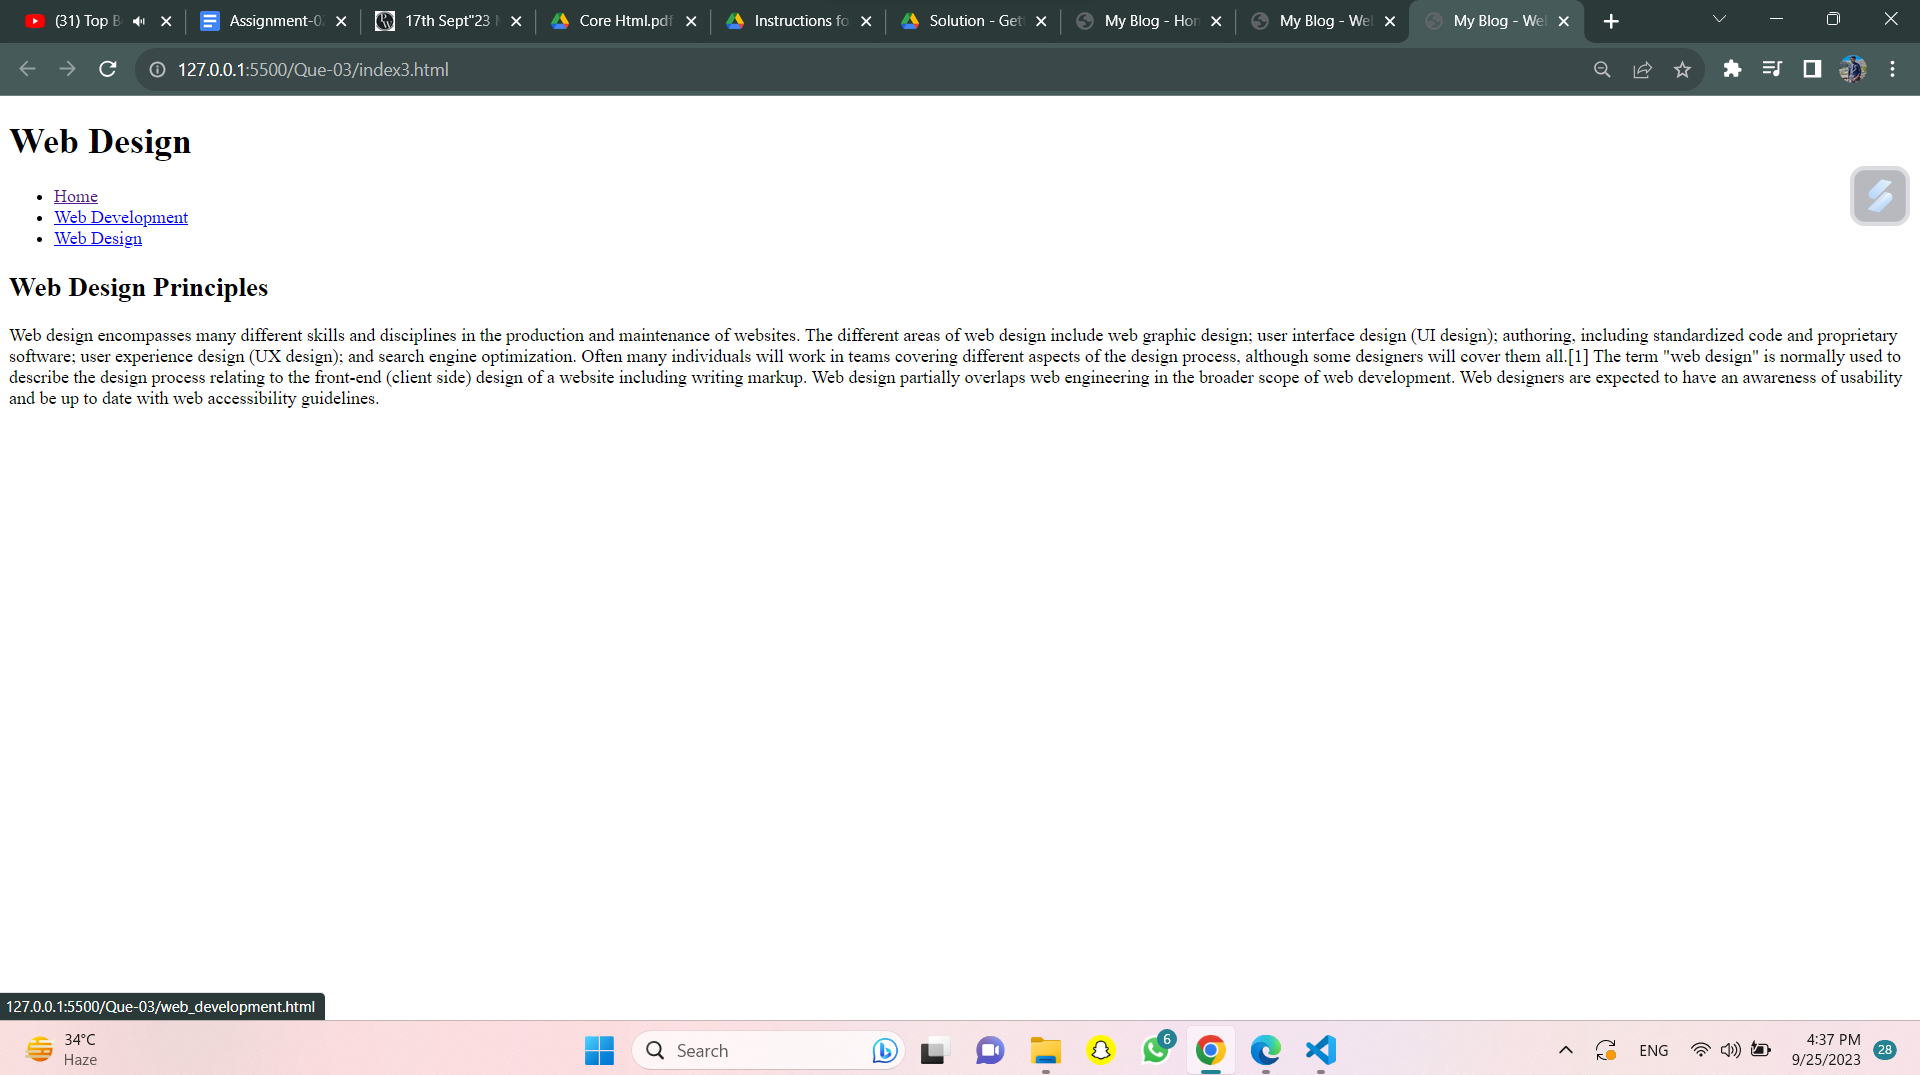 (31) Top B
Assignment-02
17th Sept"23
Core Html.pdf
Instructions fo
Solution - Get
My Blog - Hor
My Blog - Wel
My Blog - Wel
127.0.0.1:5500/Que-03/index3.html
Web Design
Home
Web Development
Web Design
Web Design Principles
Web design encompasses many different skills and disciplines in the production and maintenance of websites. The different areas of web design include web graphic design; user interface design (UI design); authoring, including standardized code and proprietary
software; user experience design (UX design); and search engine optimization. Often many individuals will work in teams covering different aspects of the design process, although some designers will cover them all.[1] The term "web design" is normally used to
describe the design process relating to the front-end (client side) design of a website including writing markup. Web design partially overlaps web engineering in the broader scope of web development. Web designers are expected to have an awareness of usability
and be up to date with web accessibility guidelines.
127.0.0.1:5500/Que-03/web_development.html
34°C
Haze
Search
6
ENG
4:37 PM
9/25/2023
28